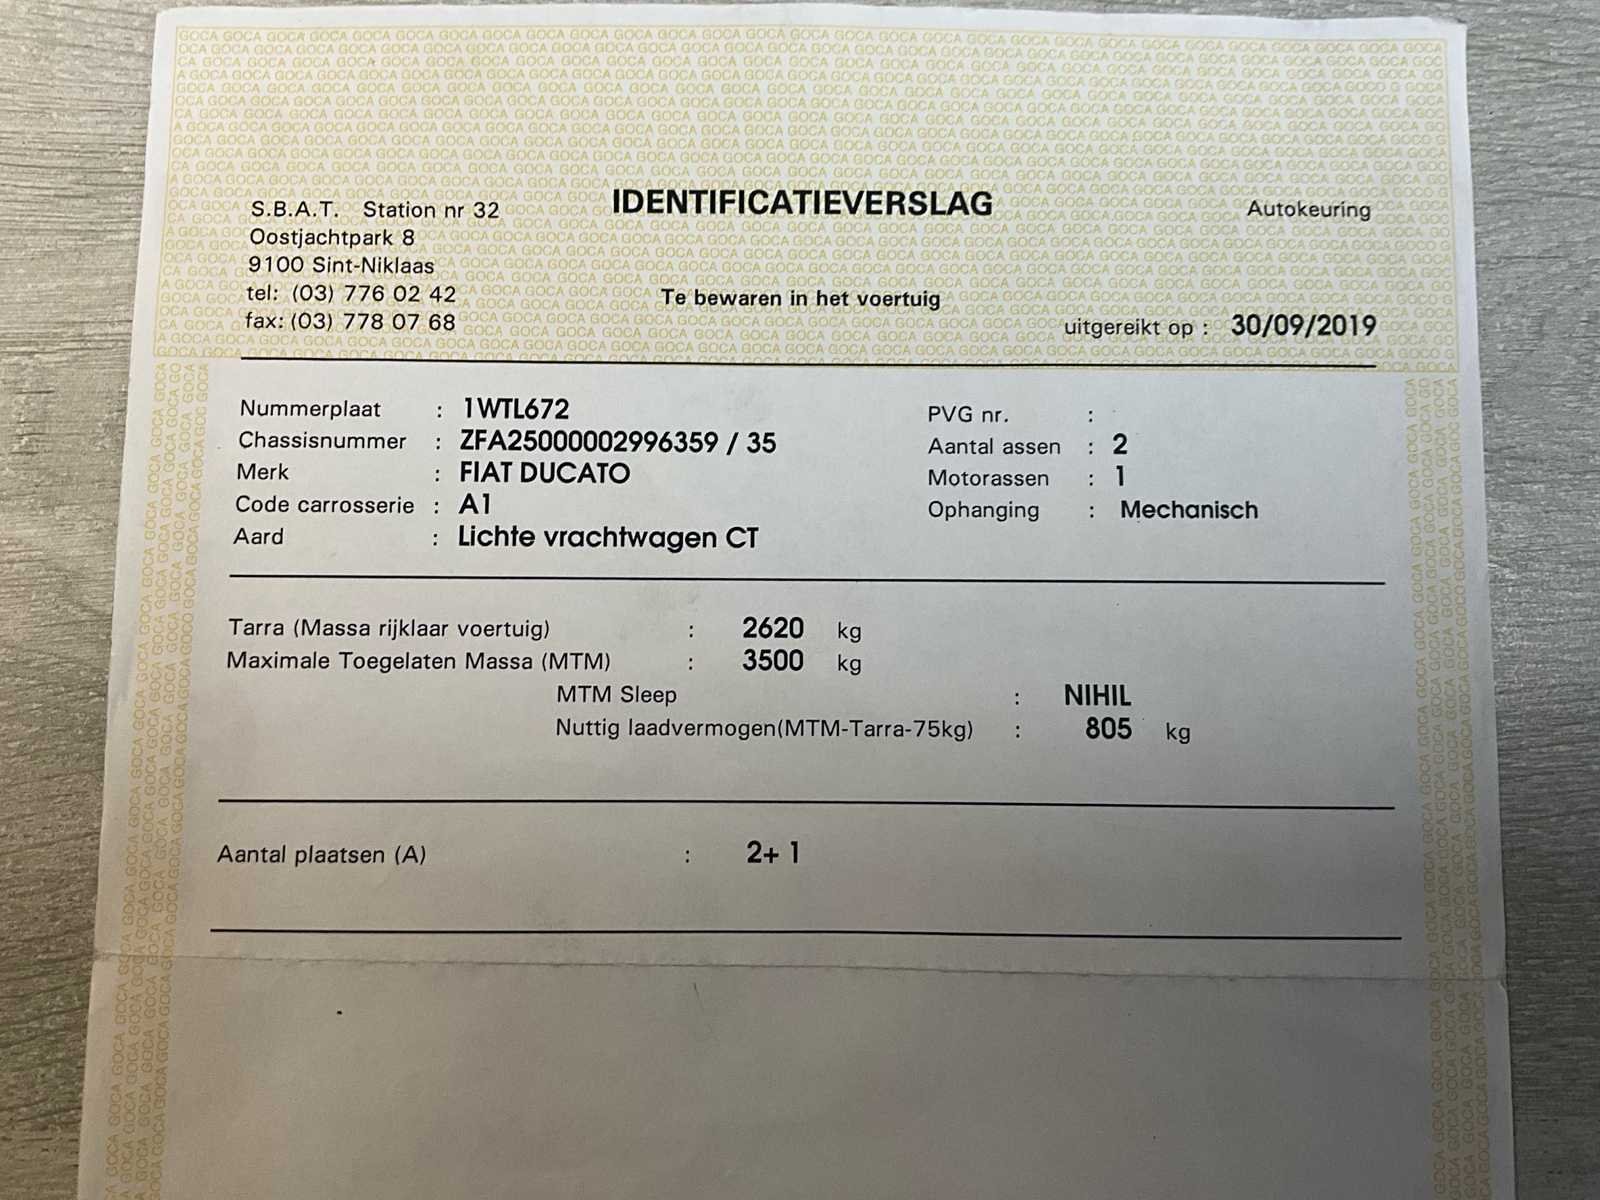 IDENTIFICATIEVERSLAG
S.B.A.T. Station nr 32
Oostjachtpark 8
9100 Sint-Niklaas
tel: (03) 776 02 42
fax: (03) 778 07 68
Autokeuring
Te bewaren in het voertuig
uitgereikt op : 30/09/2019
Nummerplaat : 1WTL672
Chassisnummer : ZFA25000002996359 / 35
Merk : FIAT DUCATO
Code carrosserie : A1
Aard : Lichte vrachtwagen CT
PVG nr. :
Aantal assen : 2
Motorassen : 1
Ophanging : Mechanisch
Tarra (Massa rijklaar voertuig) : 2620 kg
Maximale Toegelaten Massa (MTM) : 3500 kg
MTM Sleep : NIHIL
Nuttig laadvermogen(MTM-Tarra-75kg) : 805 kg
Aantal plaatsen (A) : 2+ 1